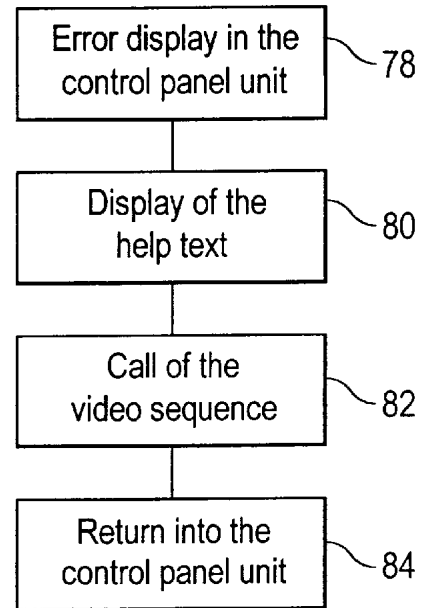 Error display in the
control panel unit
78
Display of the
help text
80
Call of the
video sequence
82
Return into the
control panel unit
84